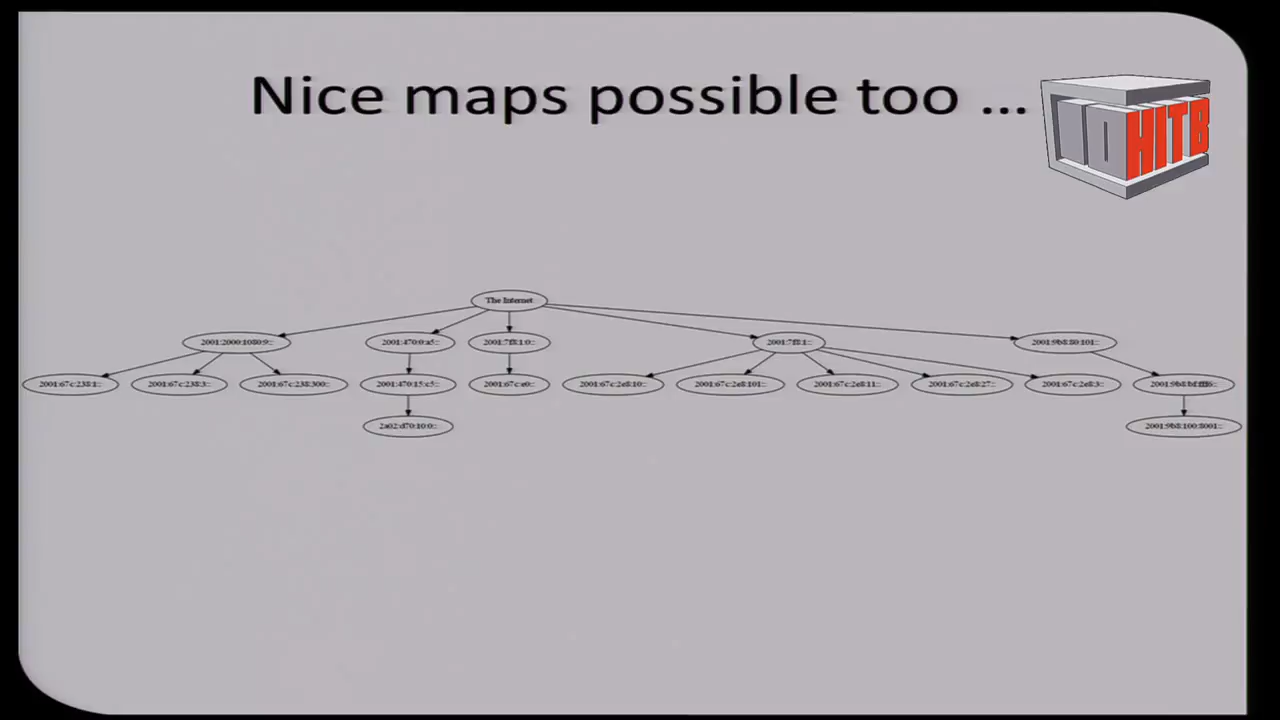 Nice maps possible too ...
10 HITB
The Internet
2001:2000:1080:9:: 2001:470:0:a5:: 2001:7f8:1:0:: 2001:7f8:1:: 2001:9b8:80:101::
2001:67c:238:1:: 2001:67c:238:3:: 2001:67c:238:300:: 2001:470:15:c5:: 2001:67c:e0:: 2001:67c:2e8:10:: 2001:67c:2e8:101:: 2001:67c:2e8:11:: 2001:67c:2e8:27:: 2001:67c:2e8:3::
2a02:d70:10:0:: 2001:9b8:100:8001::